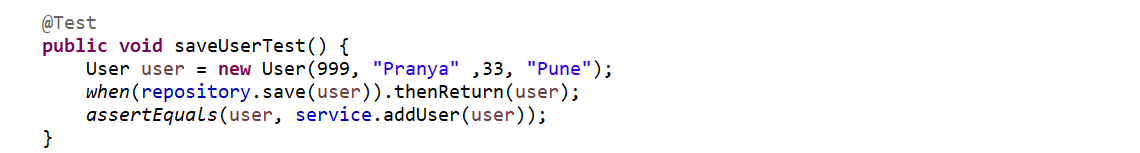 @Test
public void saveUserTest() {
    User user = new User(999, "Pranya" ,33, "Pune");
    when(repository.save(user)).thenReturn(user);
    assertEquals(user, service.addUser(user));
}